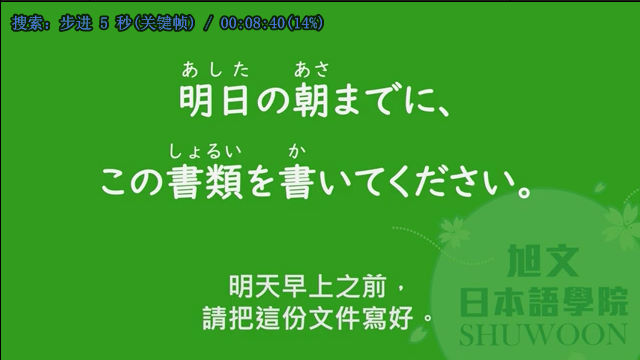 搜索: 步进 5 秒(关键帧) / 00:08:40(14%)
あした あさ
明日の朝までに、
しょるい か
この書類を書いてください。
明天早上之前，
請把這份文件寫好。
旭文
日本語學院
SHUWOON